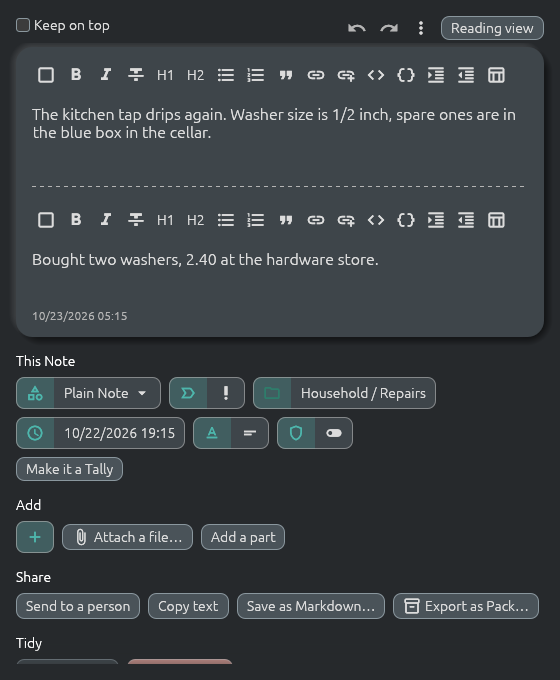 Keep on top
Reading view
B I S H1 H2
The kitchen tap drips again. Washer size is 1/2 inch, spare ones are in
the blue box in the cellar.
B I S H1 H2
Bought two washers, 2.40 at the hardware store.
10/23/2026 05:15
This Note
Plain Note
Household / Repairs
10/22/2026 19:15
A
Make it a Tally
Add
Attach a file…
Add a part
Share
Send to a person
Copy text
Save as Markdown…
Export as Pack…
Tidy